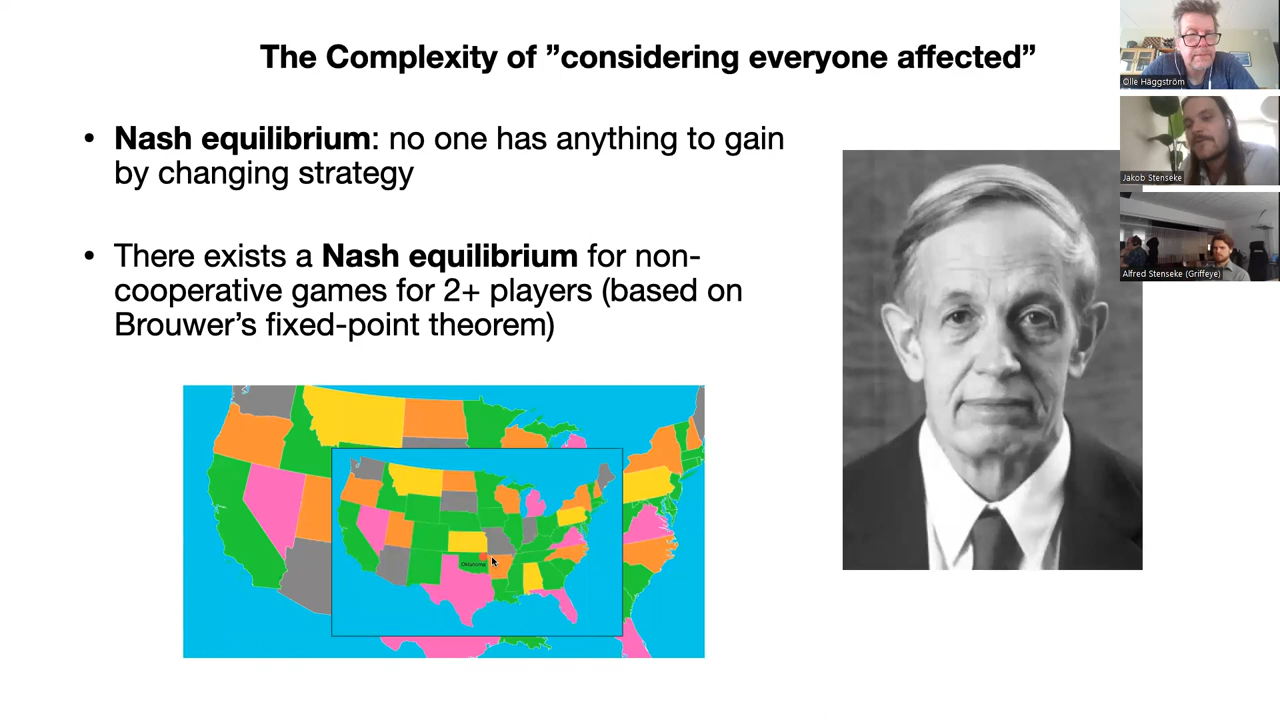 The Complexity of ”considering everyone affected”
• Nash equilibrium: no one has anything to gain
by changing strategy
• There exists a Nash equilibrium for non-
cooperative games for 2+ players (based on
Brouwer’s fixed-point theorem)
Oklahoma
Olle Häggström
Jakob Stenseke
Alfred Stenseke (Griffeye)